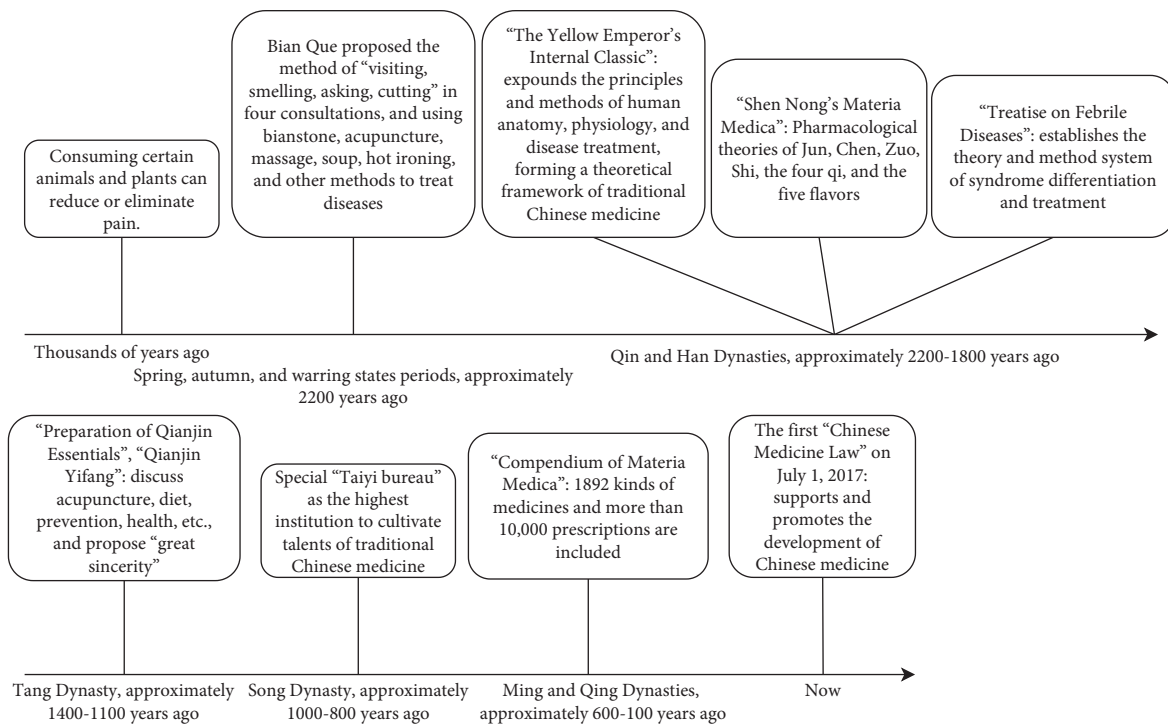 Consuming certain
animals and plants can
reduce or eliminate
pain.
Bian Que proposed the
method of “visiting,
smelling, asking, cutting” in
four consultations, and using
bianstone, acupuncture,
massage, soup, hot ironing,
and other methods to treat
diseases
“The Yellow Emperor’s
Internal Classic”:
expounds the principles
and methods of human
anatomy, physiology, and
disease treatment,
forming a theoretical
framework of traditional
Chinese medicine
“Shen Nong’s Materia
Medica”: Pharmacological
theories of Jun, Chen, Zuo,
Shi, the four qi, and the
five flavors
“Treatise on Febrile
Diseases”: establishes the
theory and method system
of syndrome differentiation
and treatment
Thousands of years ago
Spring, autumn, and warring states periods, approximately
2200 years ago
Qin and Han Dynasties, approximately 2200-1800 years ago
“Preparation of Qianjin
Essentials”, “Qianjin
Yifang”: discuss
acupuncture, diet,
prevention, health, etc.,
and propose “great
sincerity”
Special “Taiyi bureau”
as the highest
institution to cultivate
talents of traditional
Chinese medicine
“Compendium of Materia
Medica”: 1892 kinds of
medicines and more than
10,000 prescriptions are
included
The first “Chinese
Medicine Law” on
July 1, 2017:
supports and
promotes the
development of
Chinese medicine
Tang Dynasty, approximately
1400-1100 years ago
Song Dynasty, approximately
1000-800 years ago
Ming and Qing Dynasties,
approximately 600-100 years ago
Now